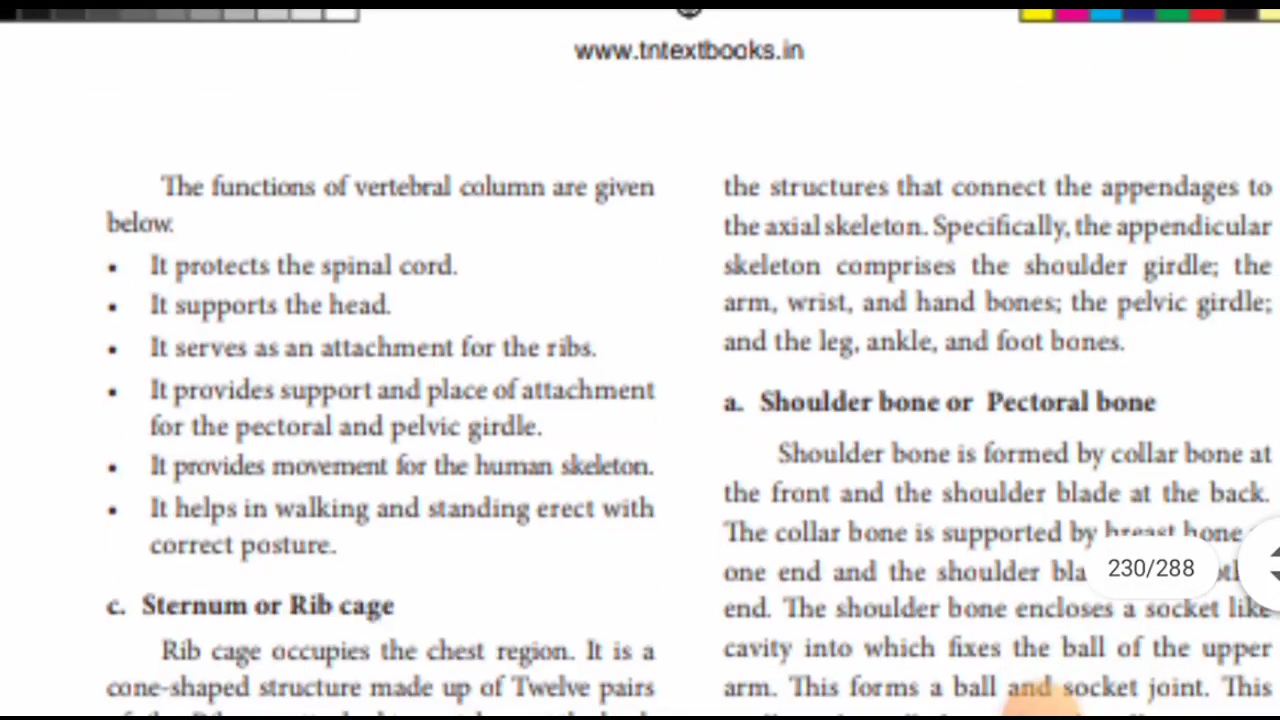 www.tntextbooks.in
The functions of vertebral column are given
below.
• It protects the spinal cord.
• It supports the head.
• It serves as an attachment for the ribs.
• It provides support and place of attachment
for the pectoral and pelvic girdle.
• It provides movement for the human skeleton.
• It helps in walking and standing erect with
correct posture.
c. Sternum or Rib cage
Rib cage occupies the chest region. It is a
cone-shaped structure made up of Twelve pairs
the structures that connect the appendages to
the axial skeleton. Specifically, the appendicular
skeleton comprises the shoulder girdle; the
arm, wrist, and hand bones; the pelvic girdle;
and the leg, ankle, and foot bones.
a. Shoulder bone or Pectoral bone
Shoulder bone is formed by collar bone at
the front and the shoulder blade at the back.
The collar bone is supported by breast bone
one end and the shoulder
end. The shoulder bone encloses a socket like
cavity into which fixes the ball of the upper
arm. This forms a ball and socket joint. This
230/288